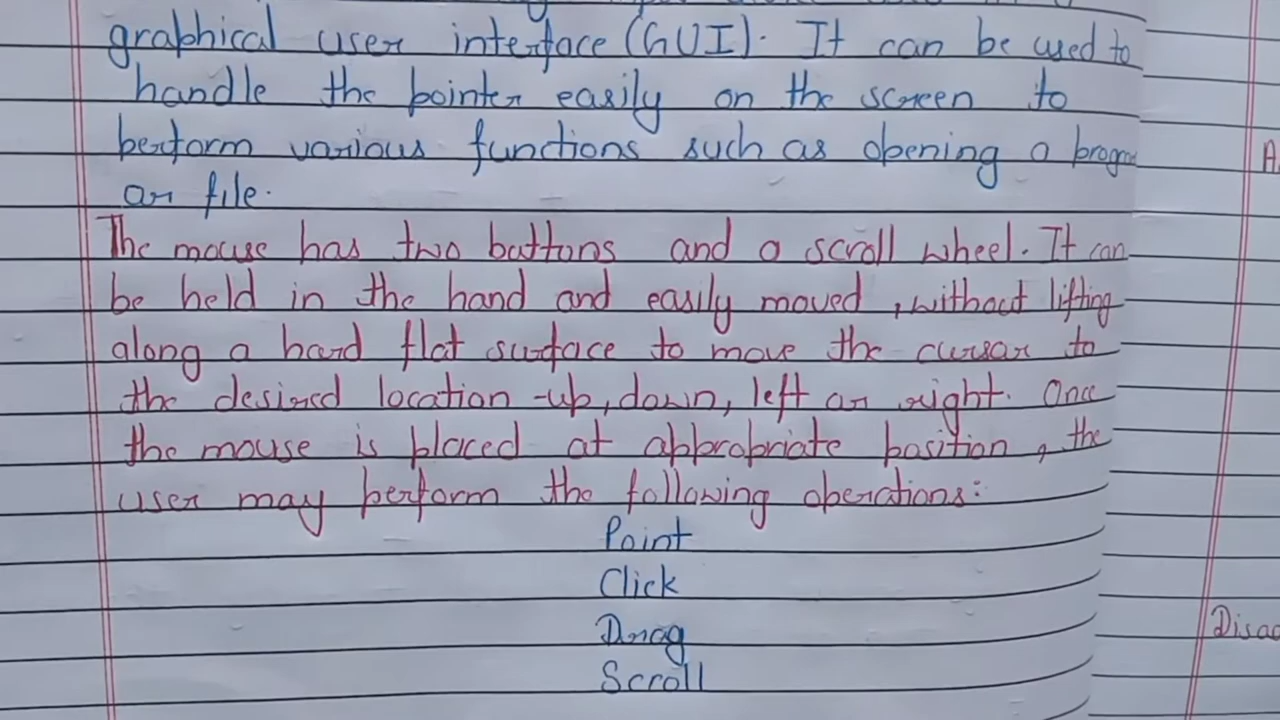 graphical user interface (GUI). It can be used to
handle the pointer easily on the screen to
perform various functions such as opening a
or file.
The mouse has two buttons and a scroll wheel. It can
be held in the hand and easily moved, without lifting
along a hard flat surface to move the cursor to
the desired location -up, down, left or right. Once
the mouse is placed at appropriate position, the
user may perform the following operations:
Point
Click
Drag
Scroll